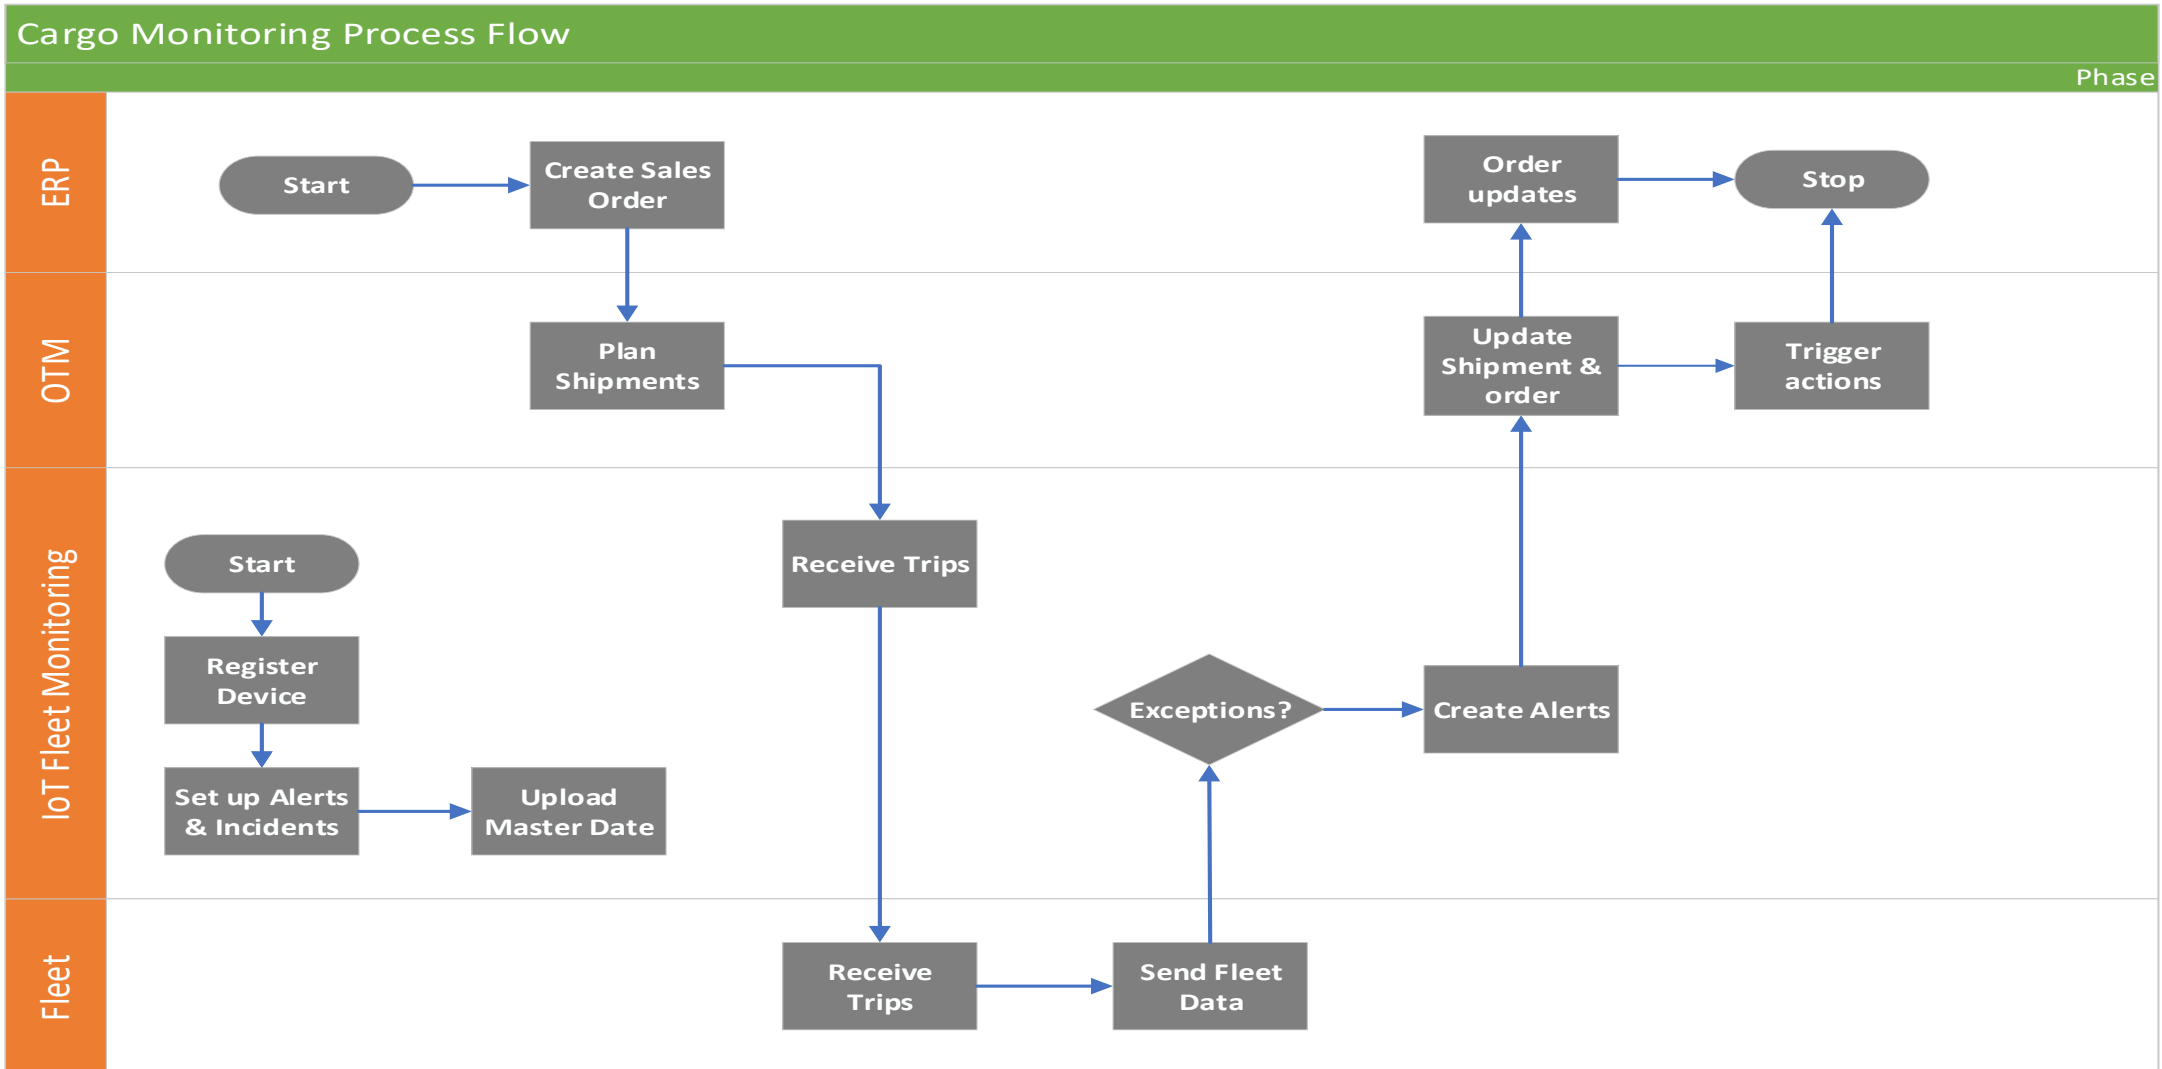 Cargo Monitoring Process Flow
Phase
ERP
Start
Create Sales
Order
Order
updates
Stop
OTM
Plan
Shipments
Update
Shipment &
order
Trigger
actions
IoT Fleet Monitoring
Start
Receive Trips
Register
Device
Exceptions?
Create Alerts
Set up Alerts
& Incidents
Upload
Master Date
Fleet
Receive
Trips
Send Fleet
Data